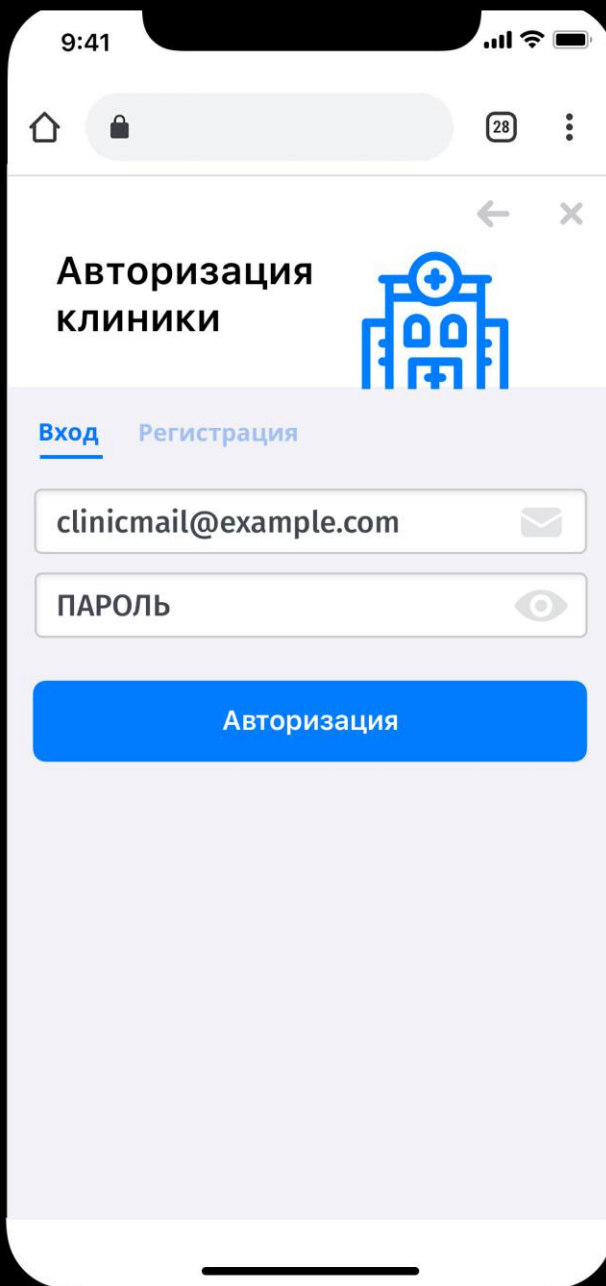 9:41
28
Авторизация
клиники
Вход Регистрация
clinicmail@example.com
ПАРОЛЬ
Авторизация